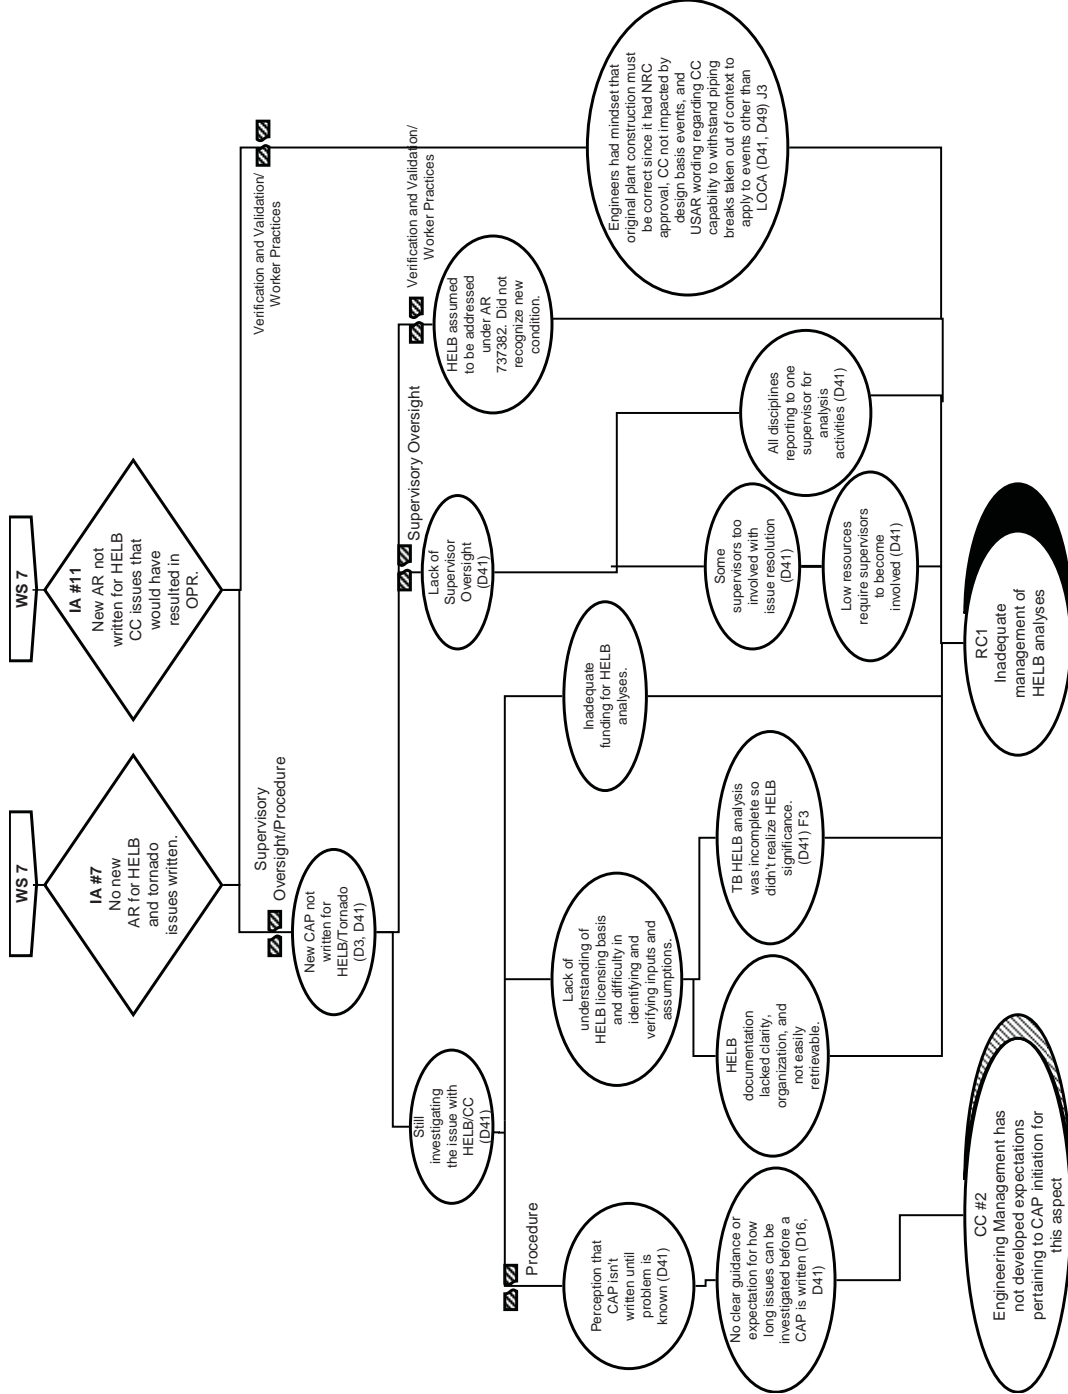 WS 7
IA #7
No new
AR for HELB
and tornado
issues written.
WS 7
IA #11
New AR not
written for HELB
CC issues that
would have
resulted in
OPR.
Supervisory
Oversight/Procedure
Verification and Validation/
Worker Practices
New CAP not
written for
HELB/Tornado
(D3, D41)
Still
investigating
the issue with
HELB/CC
(D41)
Supervisory Oversight
Lack of
Supervisor
Oversight
(D41)
Verification and Validation/
Worker Practices
HELB assumed
to be addressed
under AR
737382. Did not
recognize new
condition.
Procedure
Perception that
CAP isn't
written until
problem is
known (D41)
Lack of
understanding of
HELB licensing basis
and difficulty in
identifying and
verifying inputs and
assumptions.
Inadequate
funding for HELB
analyses.
Engineers had mindset that
original plant construction must
be correct since it had NRC
approval, CC not impacted by
design basis events, and
USAR wording regarding CC
capability to withstand piping
breaks taken out of context to
apply to events other than
LOCA (D41, D49) J3
No clear guidance or
expectation for how
long issues can be
investigated before a
CAP is written (D16,
D41)
HELB
documentation
lacked clarity,
organization, and
not easily
retrievable.
TB HELB analysis
was incomplete so
didn't realize HELB
significance.
(D41) F3
Some
supervisors too
involved with
issue resolution
(D41)
All disciplines
reporting to one
supervisor for
analysis
activities (D41)
Low resources
require supervisors
to become
involved (D41)
CC #2
Engineering Management has
not developed expectations
pertaining to CAP initiation for
this aspect
RC1
Inadequate
management of
HELB analyses